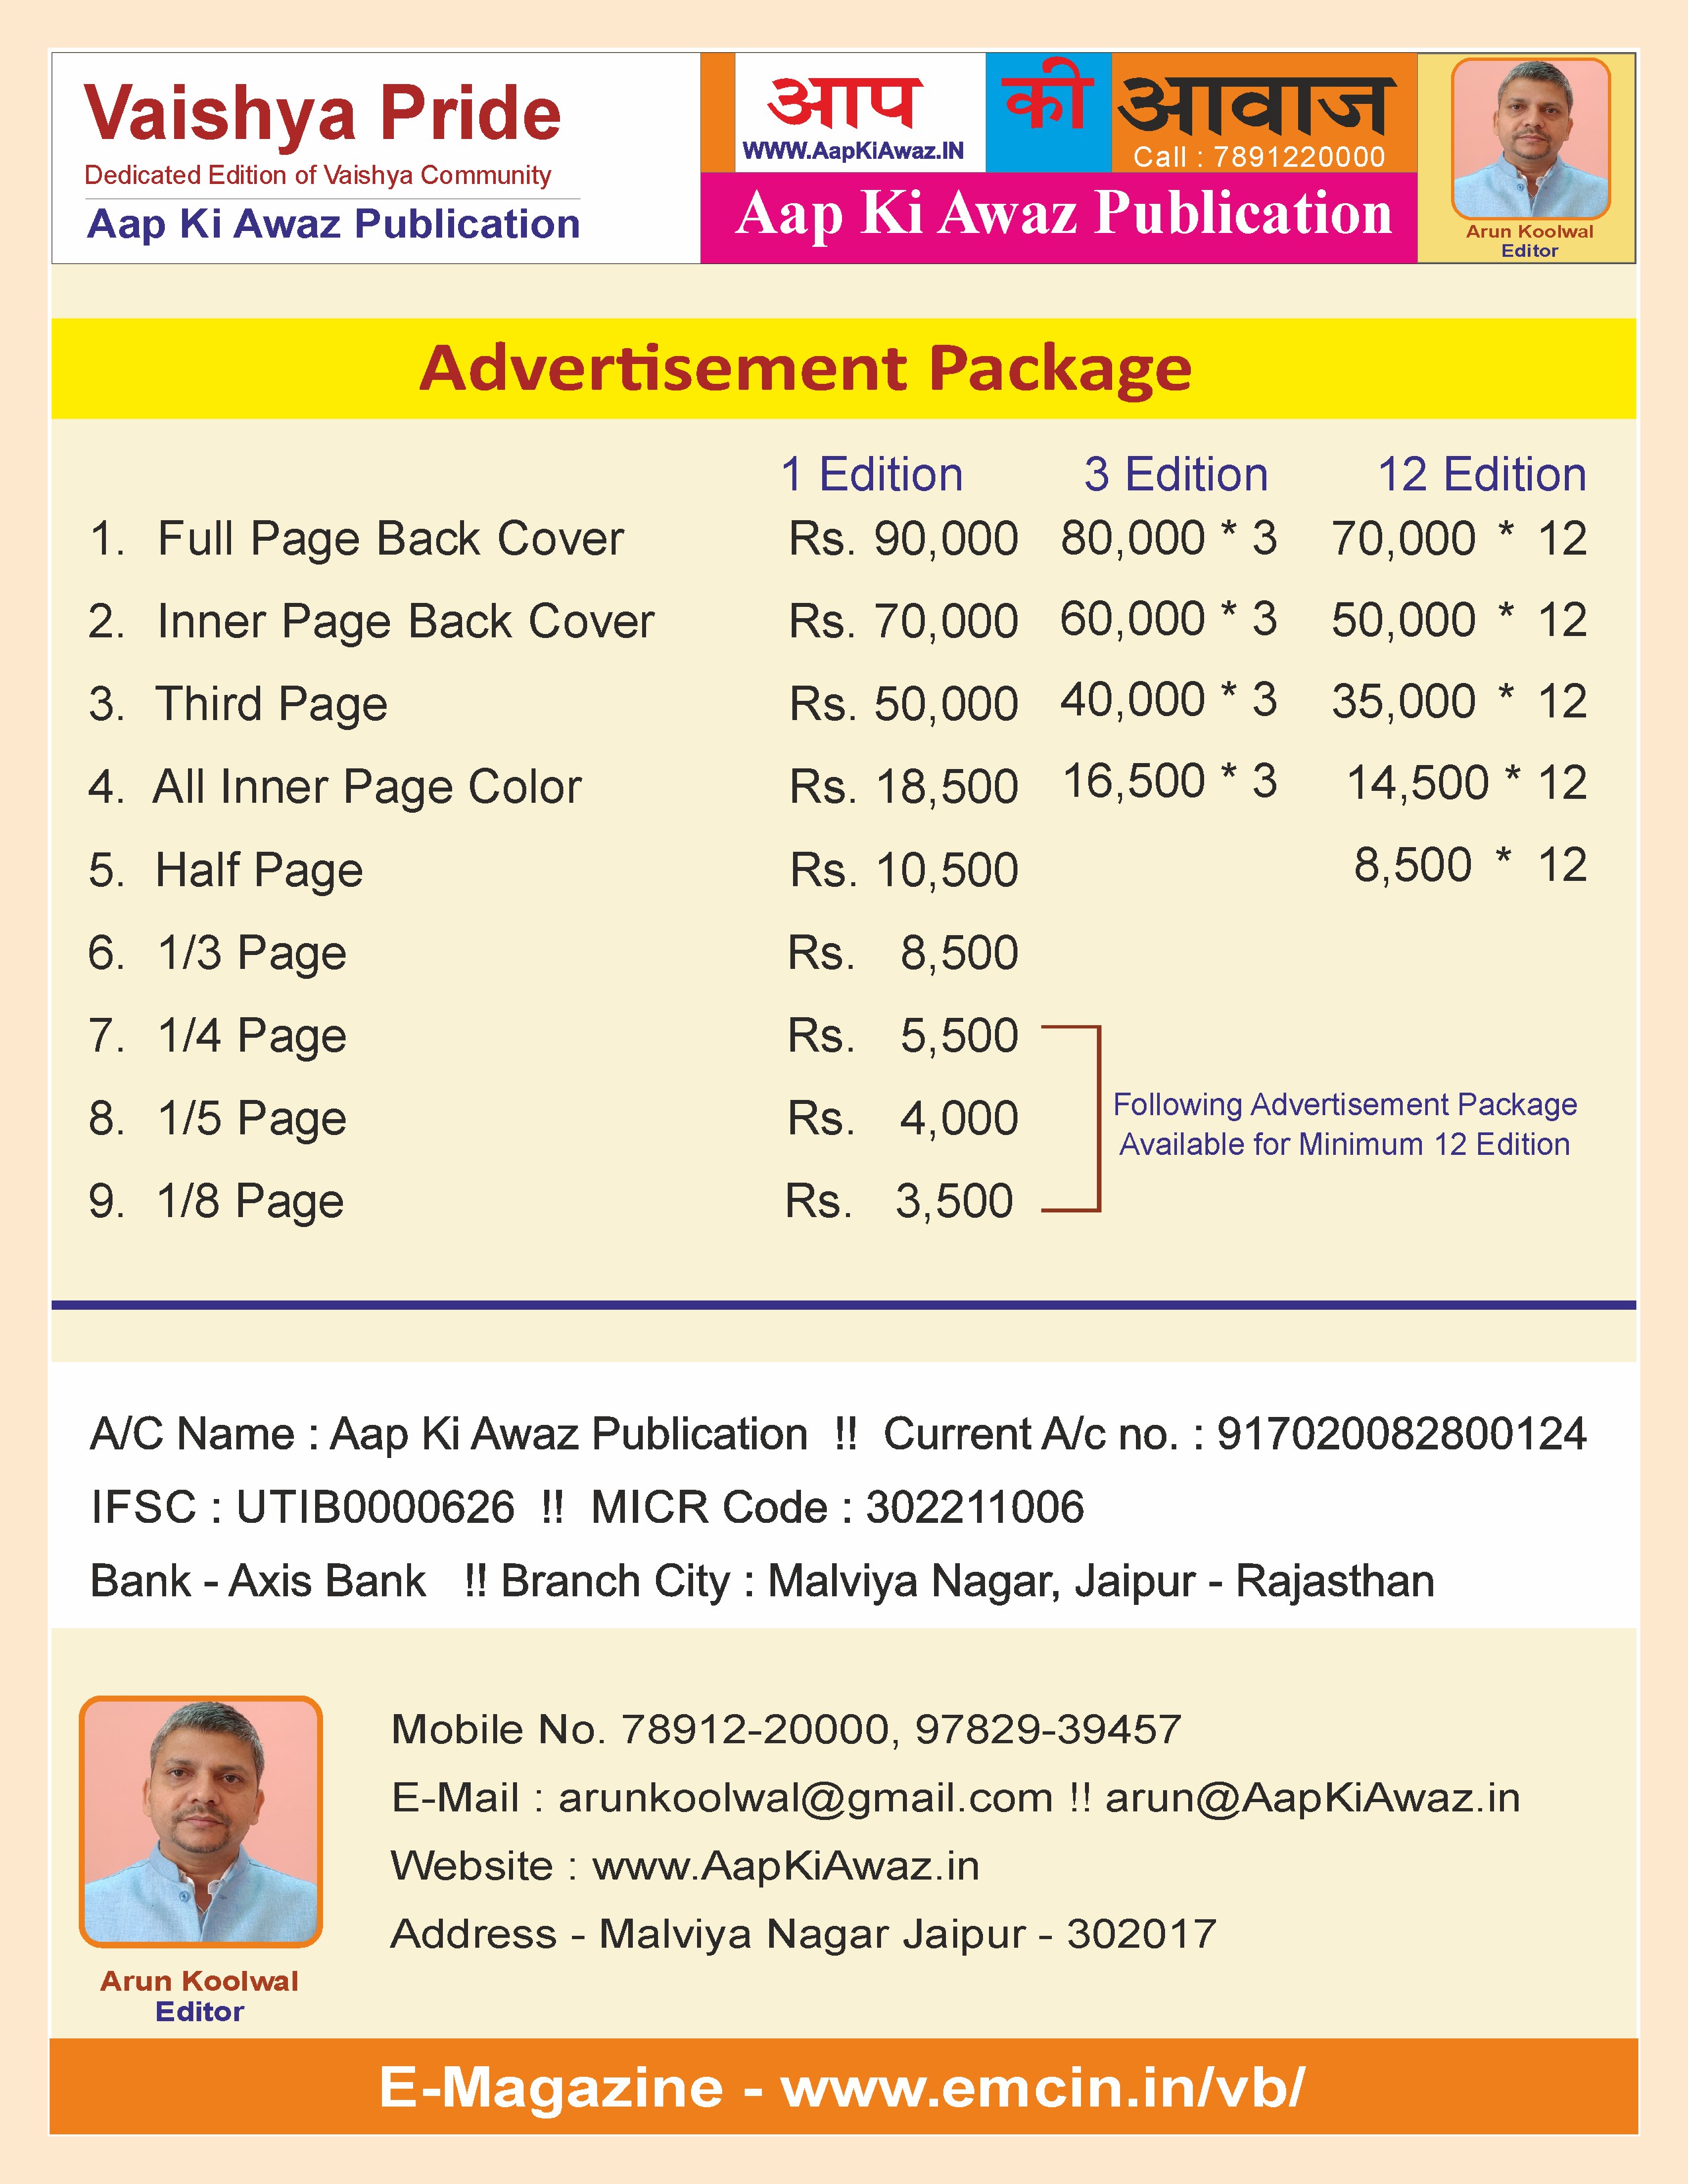 Vaishya Pride
Dedicated Edition of Vaishya Community
Aap Ki Awaz Publication
आप की आवाज
WWW.AapKiAwaz.IN
Call : 7891220000
Aap Ki Awaz Publication
Arun Koolwal
Editor
Advertisement Package
1 Edition 3 Edition 12 Edition
1. Full Page Back Cover Rs. 90,000 80,000 * 3 70,000 * 12
2. Inner Page Back Cover Rs. 70,000 60,000 * 3 50,000 * 12
3. Third Page Rs. 50,000 40,000 * 3 35,000 * 12
4. All Inner Page Color Rs. 18,500 16,500 * 3 14,500 * 12
5. Half Page Rs. 10,500 8,500 * 12
6. 1/3 Page Rs. 8,500
7. 1/4 Page Rs. 5,500
8. 1/5 Page Rs. 4,000
9. 1/8 Page Rs. 3,500
Following Advertisement Package
Available for Minimum 12 Edition
A/C Name : Aap Ki Awaz Publication !! Current A/c no. : 917020082800124
IFSC : UTIB0000626 !! MICR Code : 302211006
Bank - Axis Bank !! Branch City : Malviya Nagar, Jaipur - Rajasthan
Mobile No. 78912-20000, 97829-39457
E-Mail : arunkoolwal@gmail.com !! arun@AapKiAwaz.in
Website : www.AapKiAwaz.in
Address - Malviya Nagar Jaipur - 302017
Arun Koolwal
Editor
E-Magazine - www.emcin.in/vb/